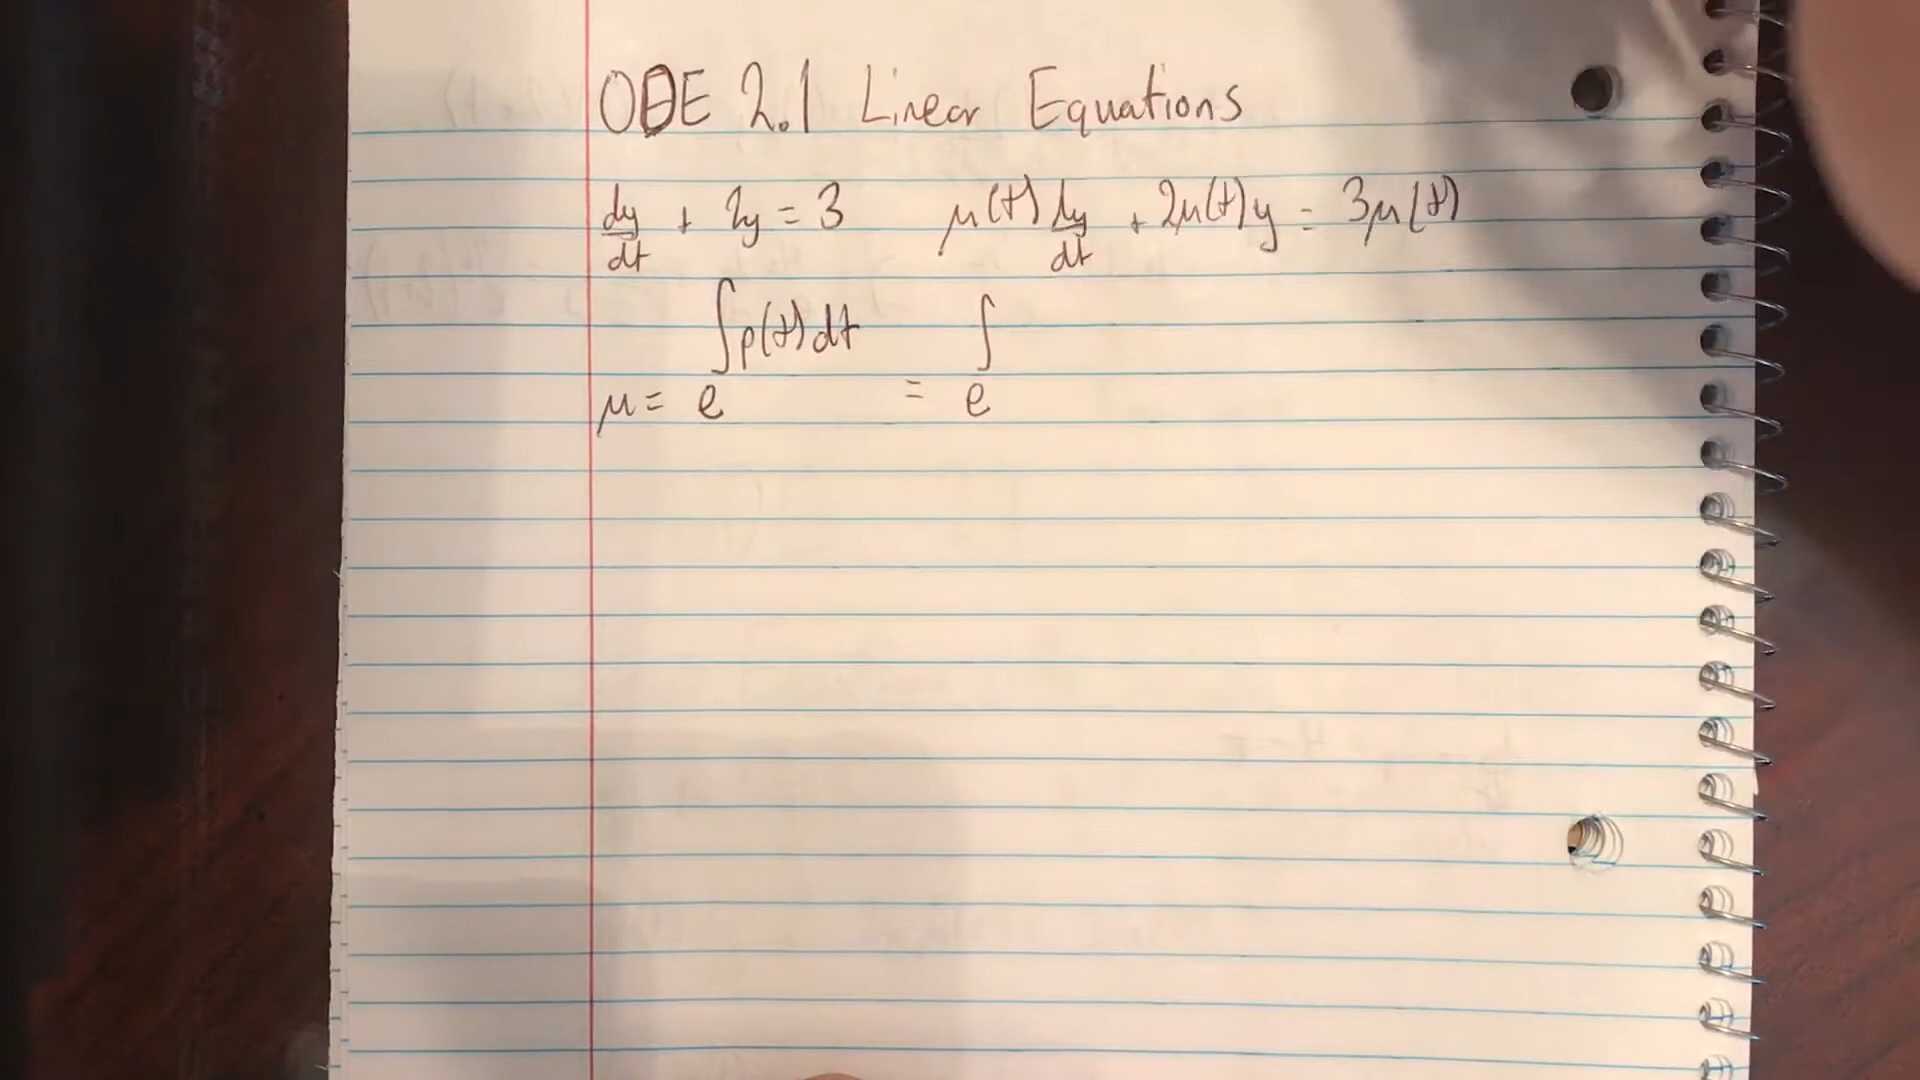 ODE 2.1 Linear Equations
dy/dt + 2y = 3 μ(t) dy/dt + 2μ(t)y = 3μ(t)
μ = e^∫p(t)dt = e^∫